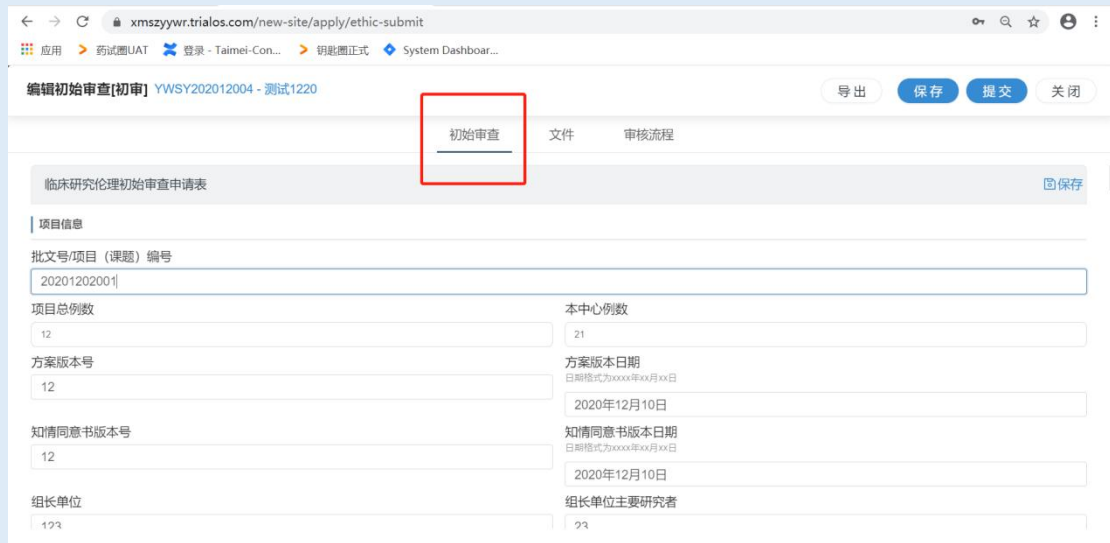 xmszyywr.trialos.com/new-site/apply/ethic-submit
应用 药试圈UAT 登录 - Taimei-Con... 钥匙圈正式 System Dashboar...
编辑初始审查[初审] YWSY202012004 - 测试1220 导出 保存 提交 关闭
初始审查 文件 审核流程
临床研究伦理初始审查申请表 保存
项目信息
批文号/项目（课题）编号
20201202001
项目总例数 本中心例数
12 21
方案版本号 方案版本日期
日期格式为xxxx年xx月xx日
12
2020年12月10日
知情同意书版本号 知情同意书版本日期
日期格式为xxxx年xx月xx日
12
2020年12月10日
组长单位 组长单位主要研究者
123 23